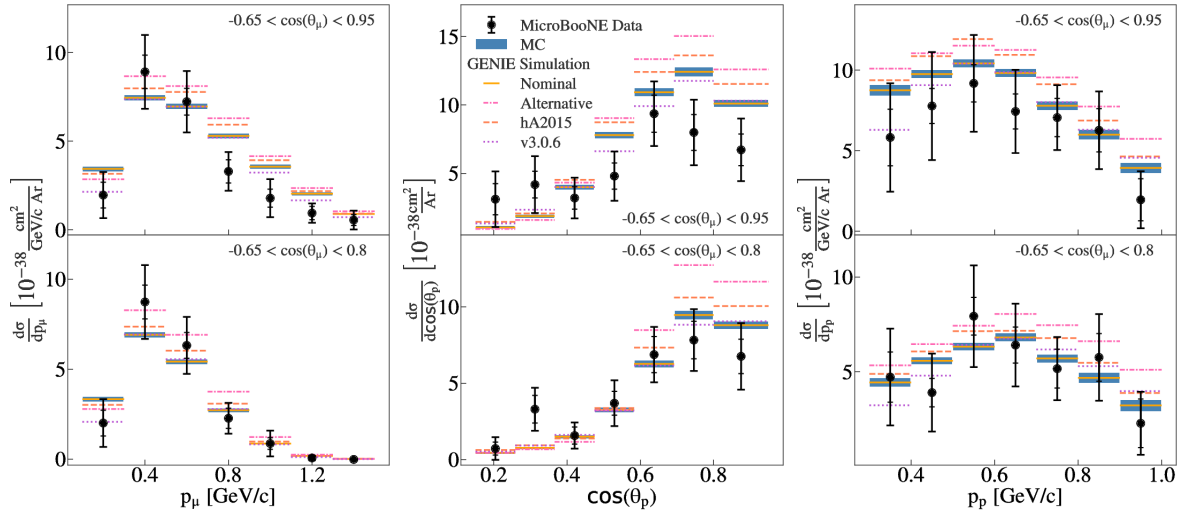 -0.65 < cos(θμ) < 0.95
10
5
0
-0.65 < cos(θμ) < 0.8
10
5
0
0.4 0.8 1.2
pμ [GeV/c]
dσ/dpμ [10⁻³⁸ cm²/GeV/c Ar]
MicroBooNE Data
MC
GENIE Simulation
Nominal
Alternative
hA2015
v3.0.6
-0.65 < cos(θμ) < 0.95
15
10
5
-0.65 < cos(θμ) < 0.8
10
5
0
0.2 0.4 0.6 0.8
cos(θp)
dσ/dcos(θp) [10⁻³⁸ cm²/Ar]
-0.65 < cos(θμ) < 0.95
10
5
0
-0.65 < cos(θμ) < 0.8
10
5
0.4 0.6 0.8 1.0
pp [GeV/c]
dσ/dpp [10⁻³⁸ cm²/GeV/c Ar]